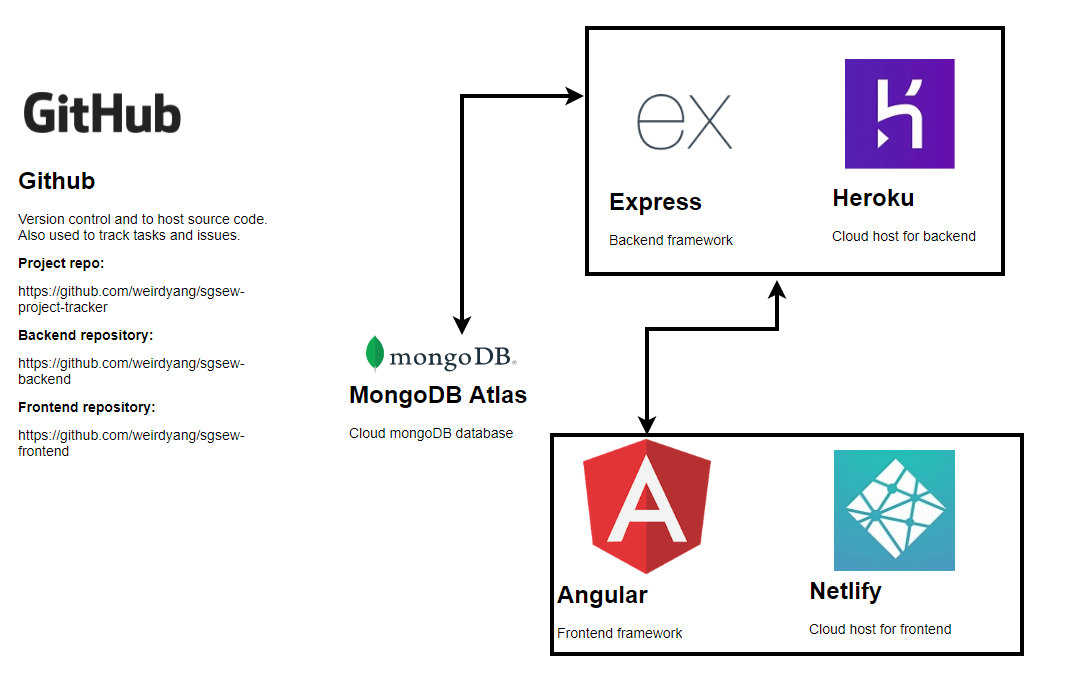 GitHub
Github
Version control and to host source code.
Also used to track tasks and issues.
Project repo:
https://github.com/weirdyang/sgsew-
project-tracker
Backend repository:
https://github.com/weirdyang/sgsew-
backend
Frontend repository:
https://github.com/weirdyang/sgsew-
frontend
mongoDB.
MongoDB Atlas
Cloud mongoDB database
ex
Express
Backend framework
Heroku
Cloud host for backend
A
Angular
Frontend framework
Netlify
Cloud host for frontend